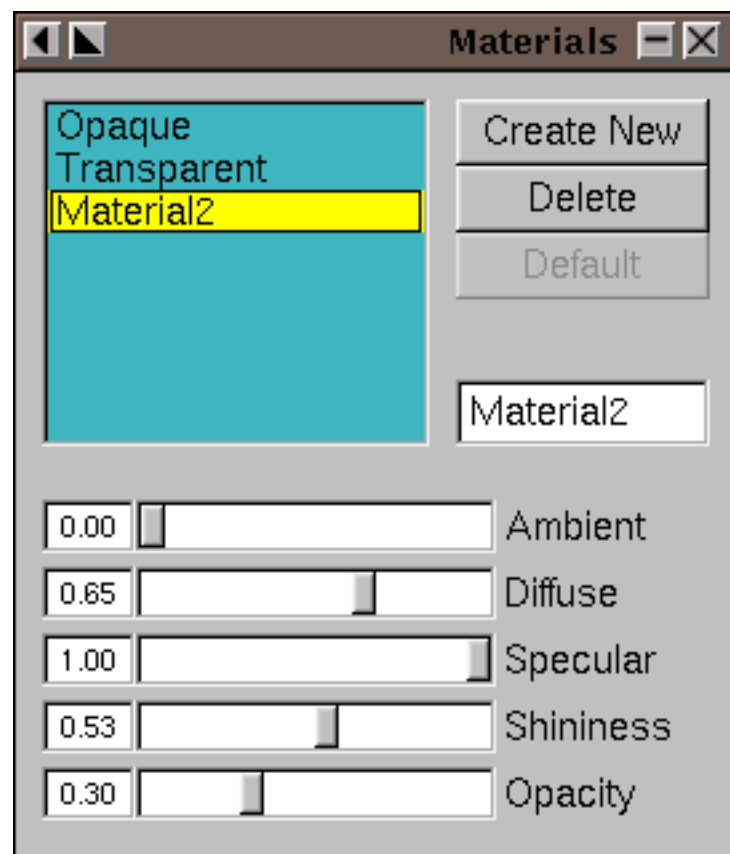 Materials
Opaque
Transparent
Material2
Create New
Delete
Default
Material2
0.00 Ambient
0.65 Diffuse
1.00 Specular
0.53 Shininess
0.30 Opacity